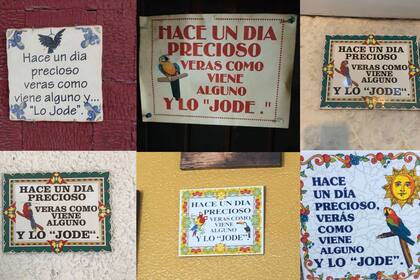 Hace un dia
precioso
veras como
viene alguno y...
"Lo Jode".
HACE UN DIA
PRECIOSO
VERAS COMO
VIENE
ALGUNO
Y LO "JODE."
HACE UN DIA
PRECIOSO
VERAS COMO
VIENE
ALGUNO
Y LO "JODE".
HACE UN DIA
PRECIOSO
VERAS COMO
VIENE
ALGUNO
Y LO "JODE".
HACE UN DIA
PRECIOSO
VERAS COMO
VIENE
ALGUNO
Y LO "JODE".
HACE
UN DÍA
PRECIOSO,
VERÁS
COMO
VIENE
ALGUNO
Y LO "JODE".